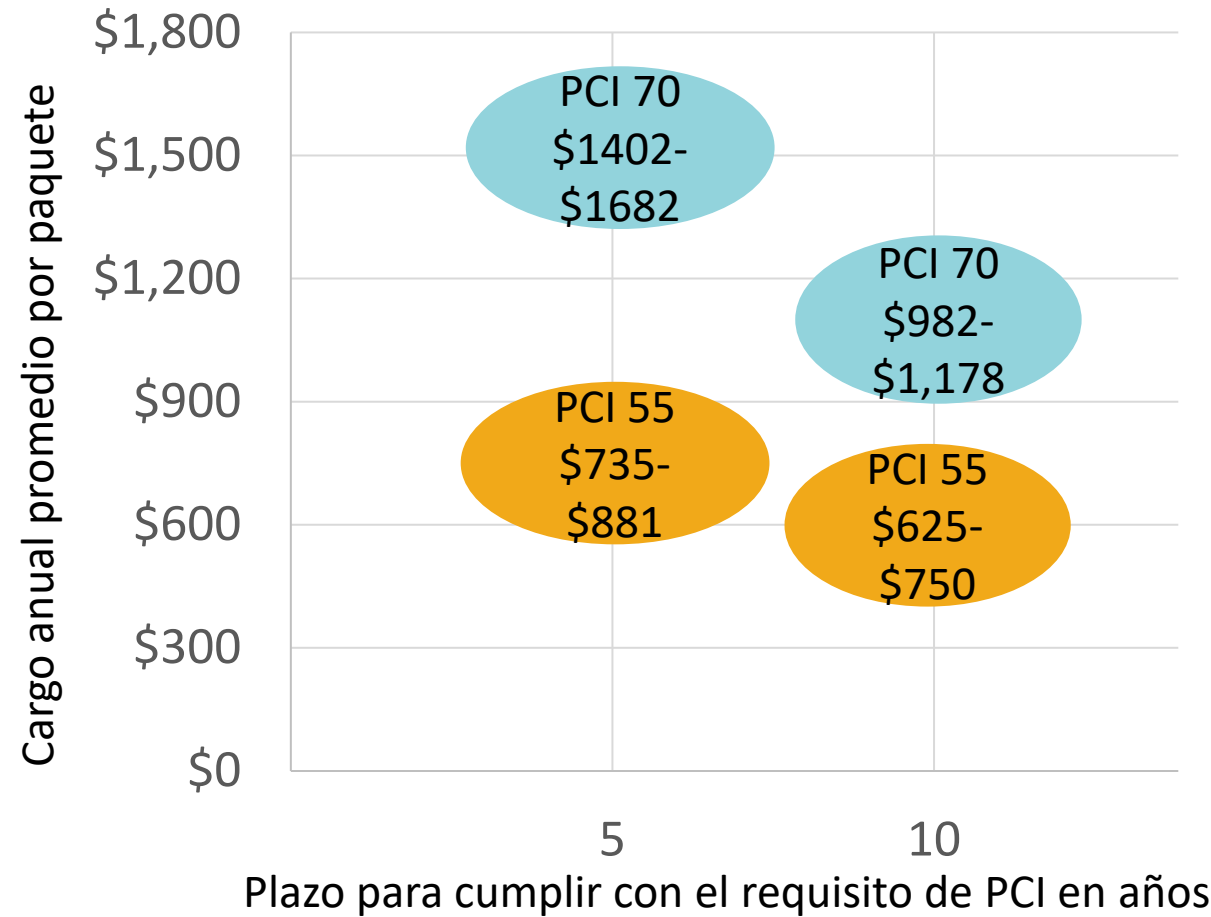 Cargo anual promedio por paquete
$1,800
$1,500
$1,200
$900
$600
$300
$0
PCI 70
$1402-
$1682
PCI 70
$982-
$1,178
PCI 55
$735-
$881
PCI 55
$625-
$750
5
10
Plazo para cumplir con el requisito de PCI en años